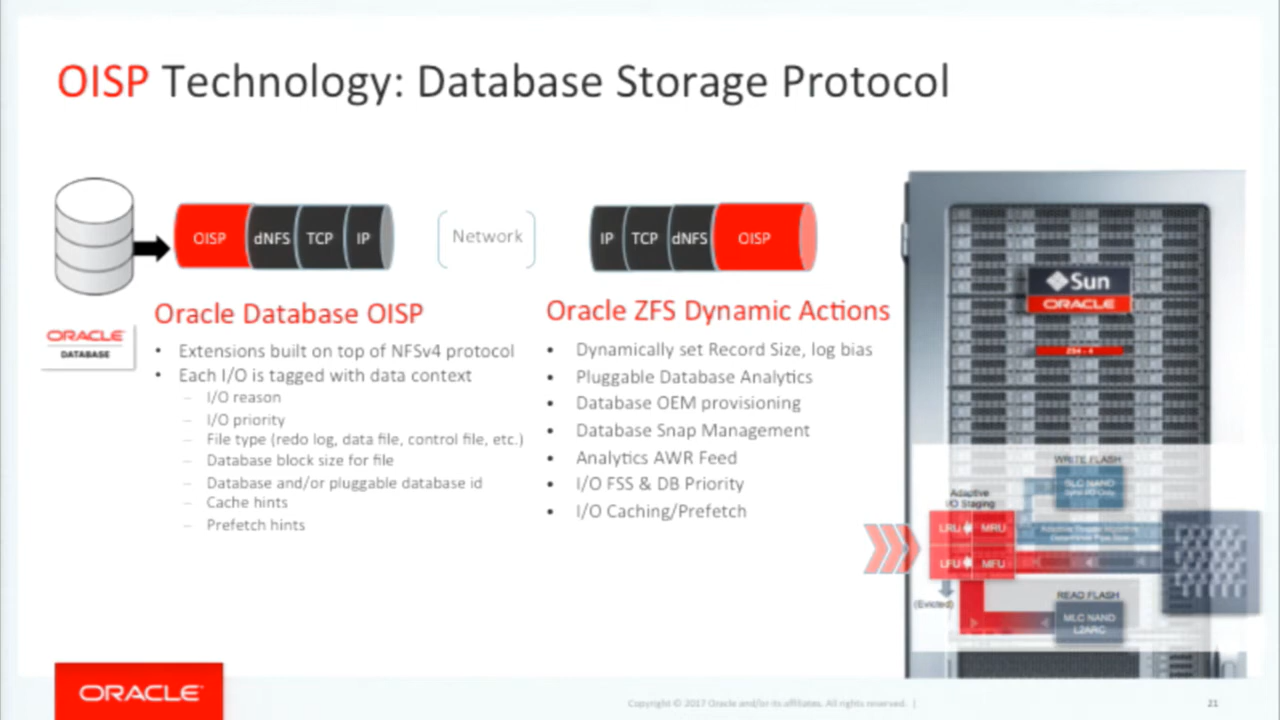 OISP Technology: Database Storage Protocol
OISP dNFS TCP IP
Network
IP TCP dNFS OISP
ORACLE
DATABASE
Oracle Database OISP
• Extensions built on top of NFSv4 protocol
• Each I/O is tagged with data context
– I/O reason
– I/O priority
– File type (redo log, data file, control file, etc.)
– Database block size for file
– Database and/or pluggable database id
– Cache hints
– Prefetch hints
Oracle ZFS Dynamic Actions
• Dynamically set Record Size, log bias
• Pluggable Database Analytics
• Database OEM provisioning
• Database Snap Management
• Analytics AWR Feed
• I/O FSS & DB Priority
• I/O Caching/Prefetch
Sun
ORACLE
ZS4 - 4
WRITE FLASH
SLC NAND
Adaptive
I/O Staging
LRU MRU
LFU MFU
(Evicted)
READ FLASH
MLC NAND
L2ARC
ORACLE
Copyright © 2017 Oracle and/or its affiliates. All rights reserved. |
21